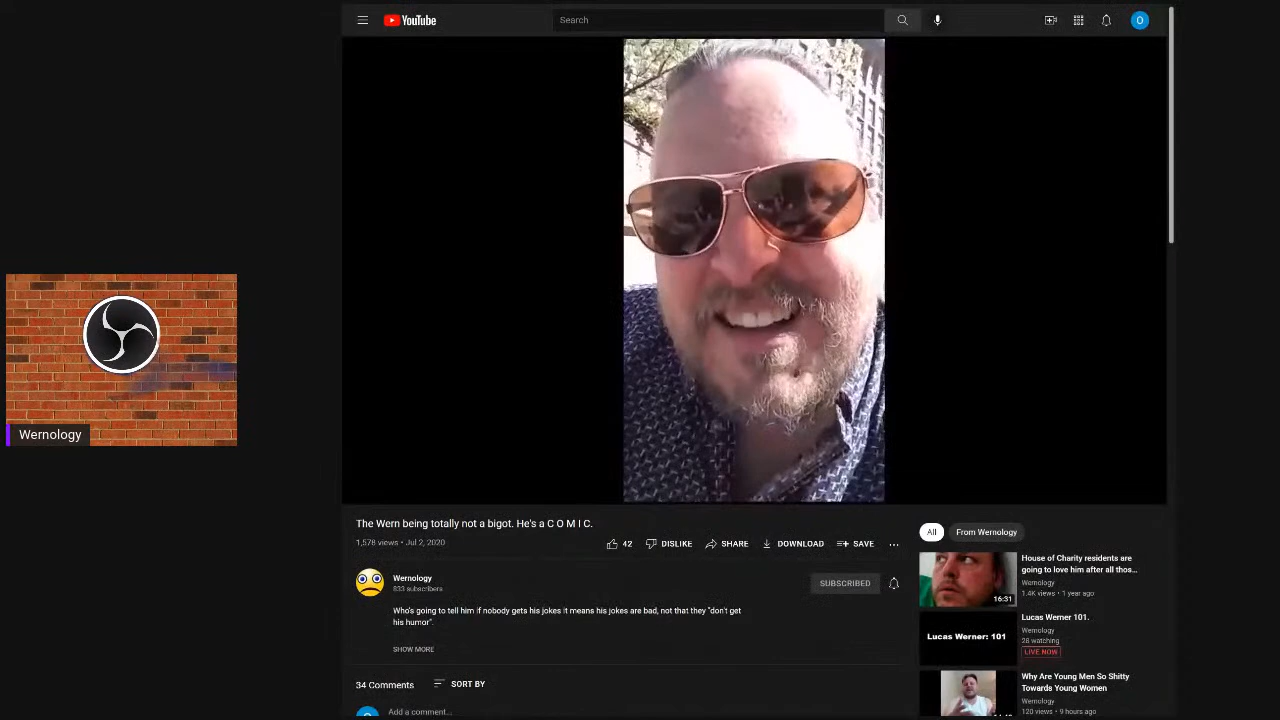 YouTube
Search
O
Wernology
The Wern being totally not a bigot. He's a C O M I C.
1,578 views • Jul 2, 2020
42
DISLIKE
SHARE
DOWNLOAD
SAVE
Wernology
833 subscribers
SUBSCRIBED
Who's going to tell him if nobody gets his jokes it means his jokes are bad, not that they "don't get
his humor".
SHOW MORE
34 Comments
SORT BY
Add a comment...
All
From Wernology
16:31
House of Charity residents are
going to love him after all thos...
Wernology
1.4K views • 1 year ago
Lucas Werner: 101
Lucas Werner 101.
Wernology
28 watching
LIVE NOW
Why Are Young Men So Shitty
Towards Young Women
Wernology
120 views • 9 hours ago